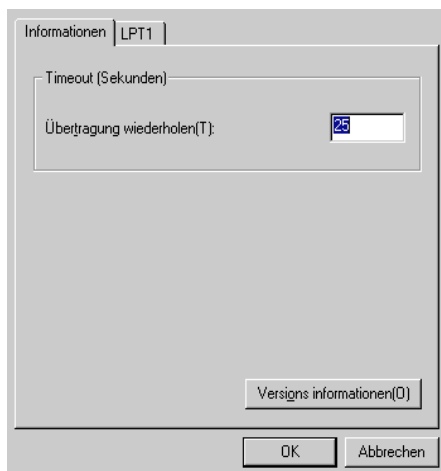 Informationen LPT1
Timeout (Sekunden)
Übertragung wiederholen(T): 25
Versions informationen(O)
OK Abbrechen